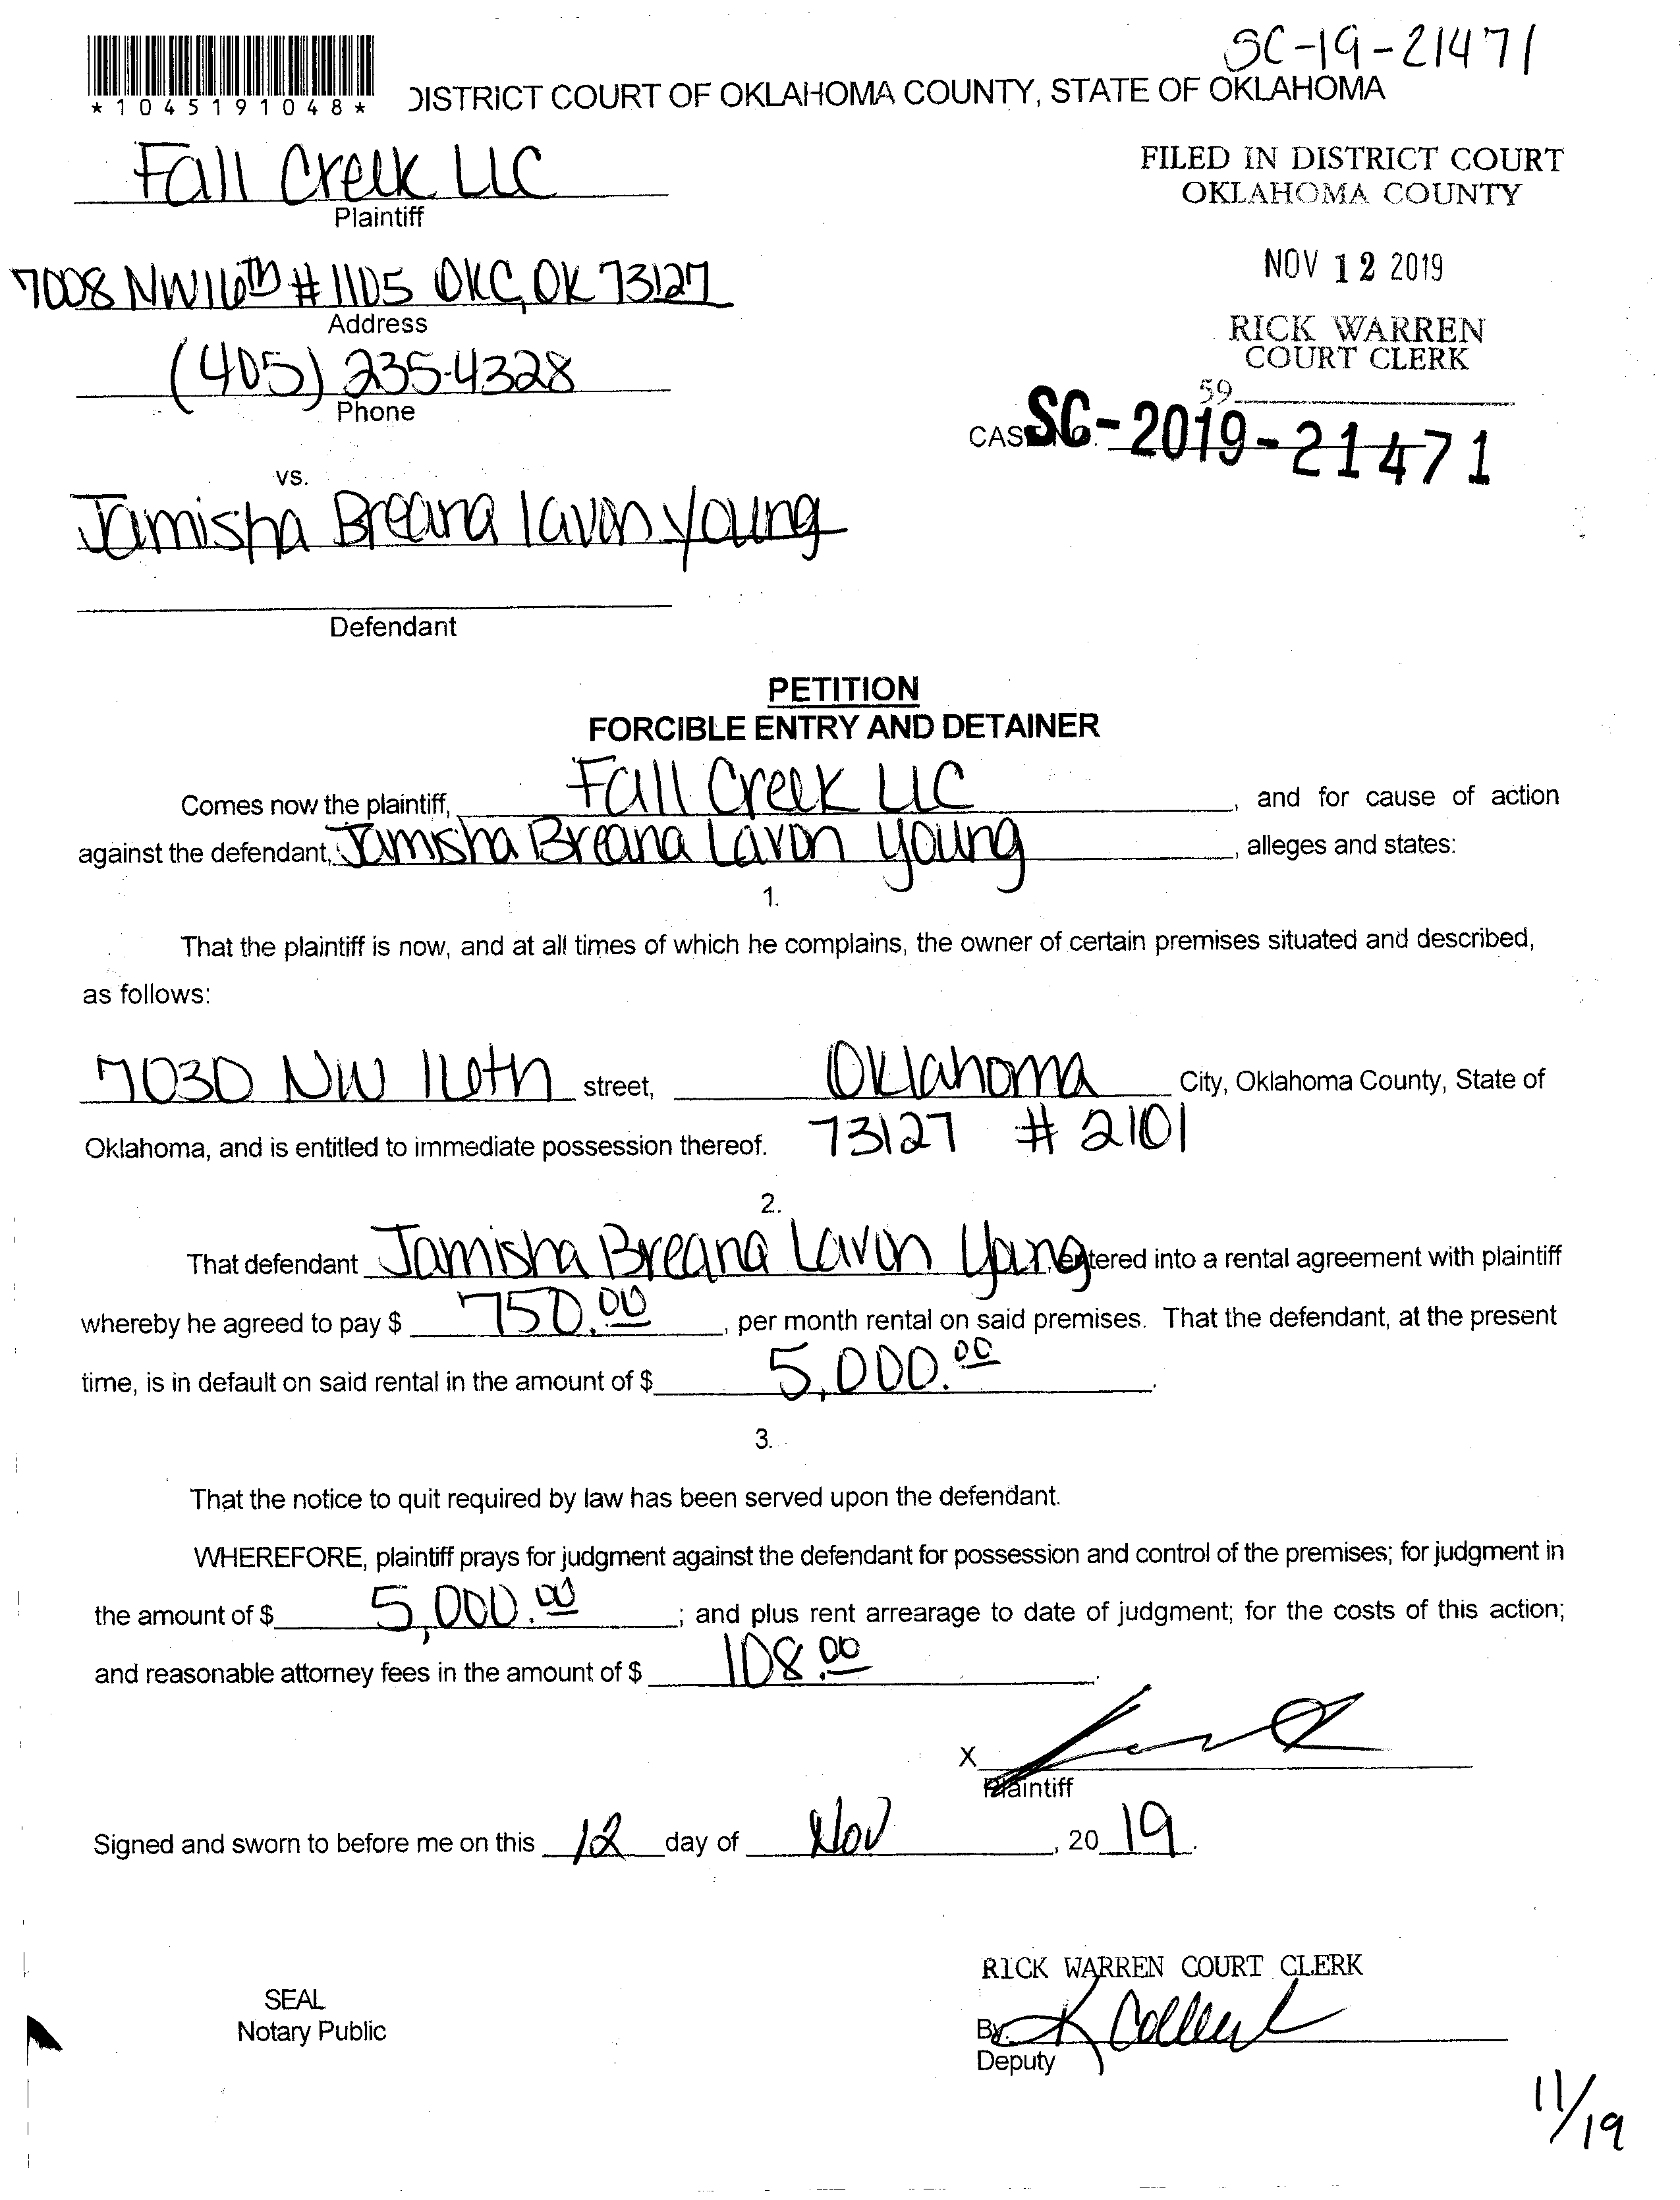 SC-19-21471
*1045191048*
DISTRICT COURT OF OKLAHOMA COUNTY, STATE OF OKLAHOMA
Fall Creek LLC
Plaintiff
FILED IN DISTRICT COURT
OKLAHOMA COUNTY
7008 NW 16TH # 1105 OKC, OK 73127
Address
NOV 12 2019
(405) 235-4328
Phone
RICK WARREN
COURT CLERK
59
CAS SC-2019-21471
vs.
Jamisha Breana Lavon Young
Defendant
PETITION
FORCIBLE ENTRY AND DETAINER
Comes now the plaintiff, Fall Creek LLC, and for cause of action
against the defendant, Jamisha Breana Lavon Young, alleges and states:
1.
That the plaintiff is now, and at all times of which he complains, the owner of certain premises situated and described,
as follows:
7030 NW 16th street, Oklahoma City, Oklahoma County, State of
Oklahoma, and is entitled to immediate possession thereof. 73127 # 2101
2.
That defendant Jamisha Breana Lavon Young, entered into a rental agreement with plaintiff
whereby he agreed to pay $ 750.00, per month rental on said premises. That the defendant, at the present
time, is in default on said rental in the amount of $ 5,000.00.
3.
That the notice to quit required by law has been served upon the defendant.
WHEREFORE, plaintiff prays for judgment against the defendant for possession and control of the premises; for judgment in
the amount of $ 5,000.00; and plus rent arrearage to date of judgment; for the costs of this action;
and reasonable attorney fees in the amount of $ 108.00.
X
Plaintiff
Signed and sworn to before me on this 12 day of Nov, 20 19.
RICK WARREN COURT CLERK
SEAL
Notary Public
By: K
Deputy
11/19